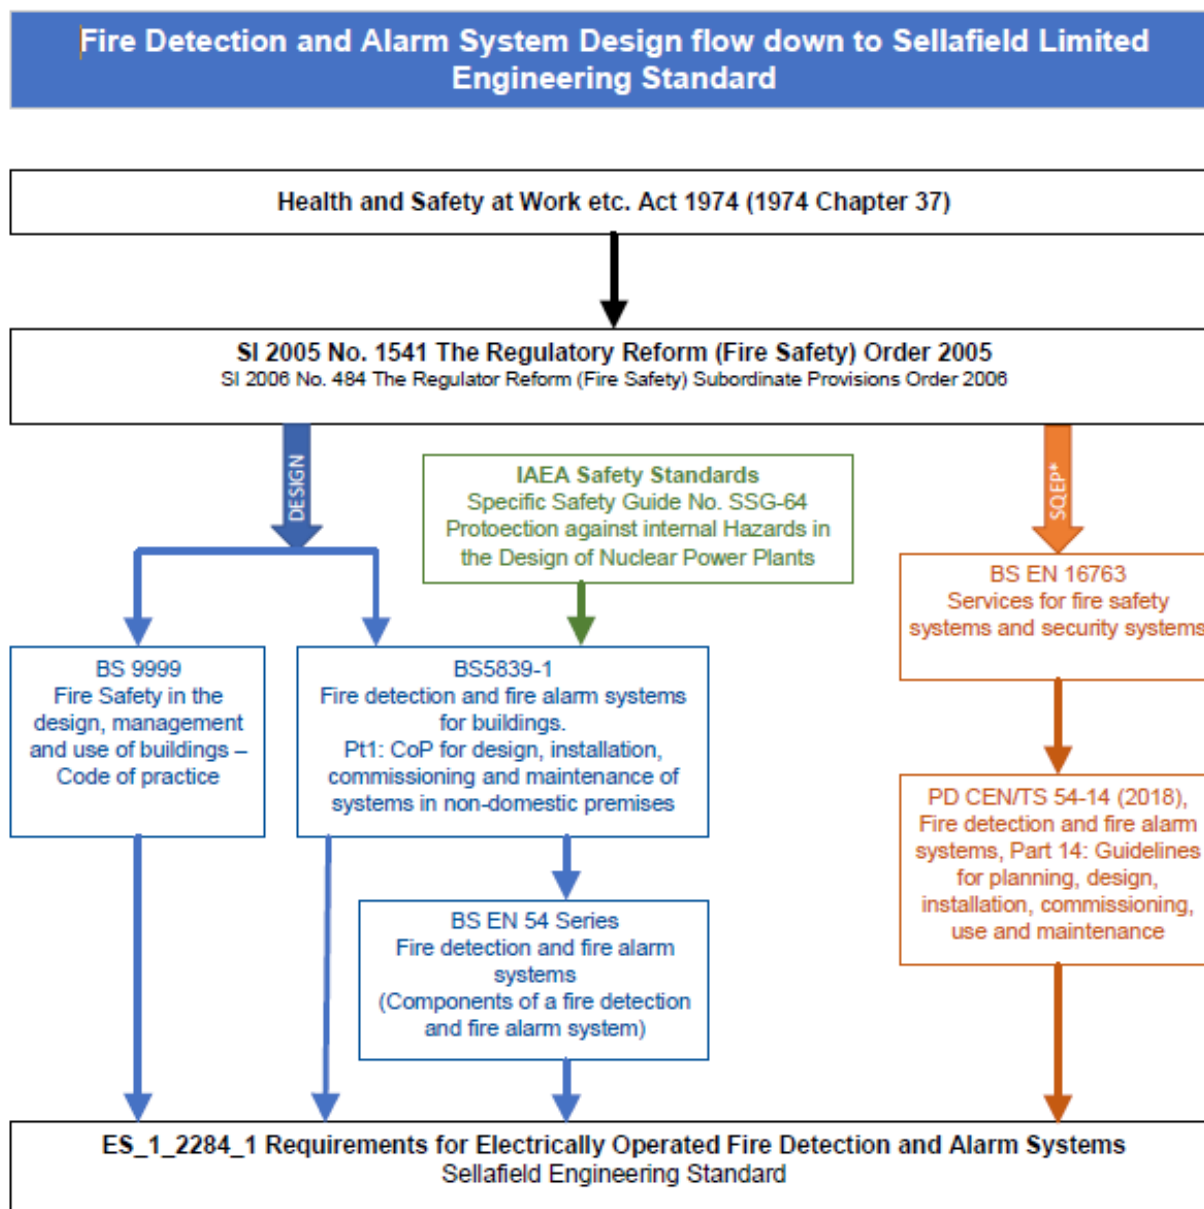 Fire Detection and Alarm System Design flow down to Sellafield Limited
Engineering Standard
Health and Safety at Work etc. Act 1974 (1974 Chapter 37)
SI 2005 No. 1541 The Regulatory Reform (Fire Safety) Order 2005
SI 2006 No. 484 The Regulator Reform (Fire Safety) Subordinate Provisions Order 2006
DESIGN
IAEA Safety Standards
Specific Safety Guide No. SSG-64
Protoection against internal Hazards in
the Design of Nuclear Power Plants
SQEP*
BS EN 16763
Services for fire safety
systems and security systems
BS 9999
Fire Safety in the
design, management
and use of buildings –
Code of practice
BS5839-1
Fire detection and fire alarm systems
for buildings.
Pt1: CoP for design, installation,
commissioning and maintenance of
systems in non-domestic premises
PD CEN/TS 54-14 (2018),
Fire detection and fire alarm
systems, Part 14: Guidelines
for planning, design,
installation, commissioning,
use and maintenance
BS EN 54 Series
Fire detection and fire alarm
systems
(Components of a fire detection
and fire alarm system)
ES_1_2284_1 Requirements for Electrically Operated Fire Detection and Alarm Systems
Sellafield Engineering Standard